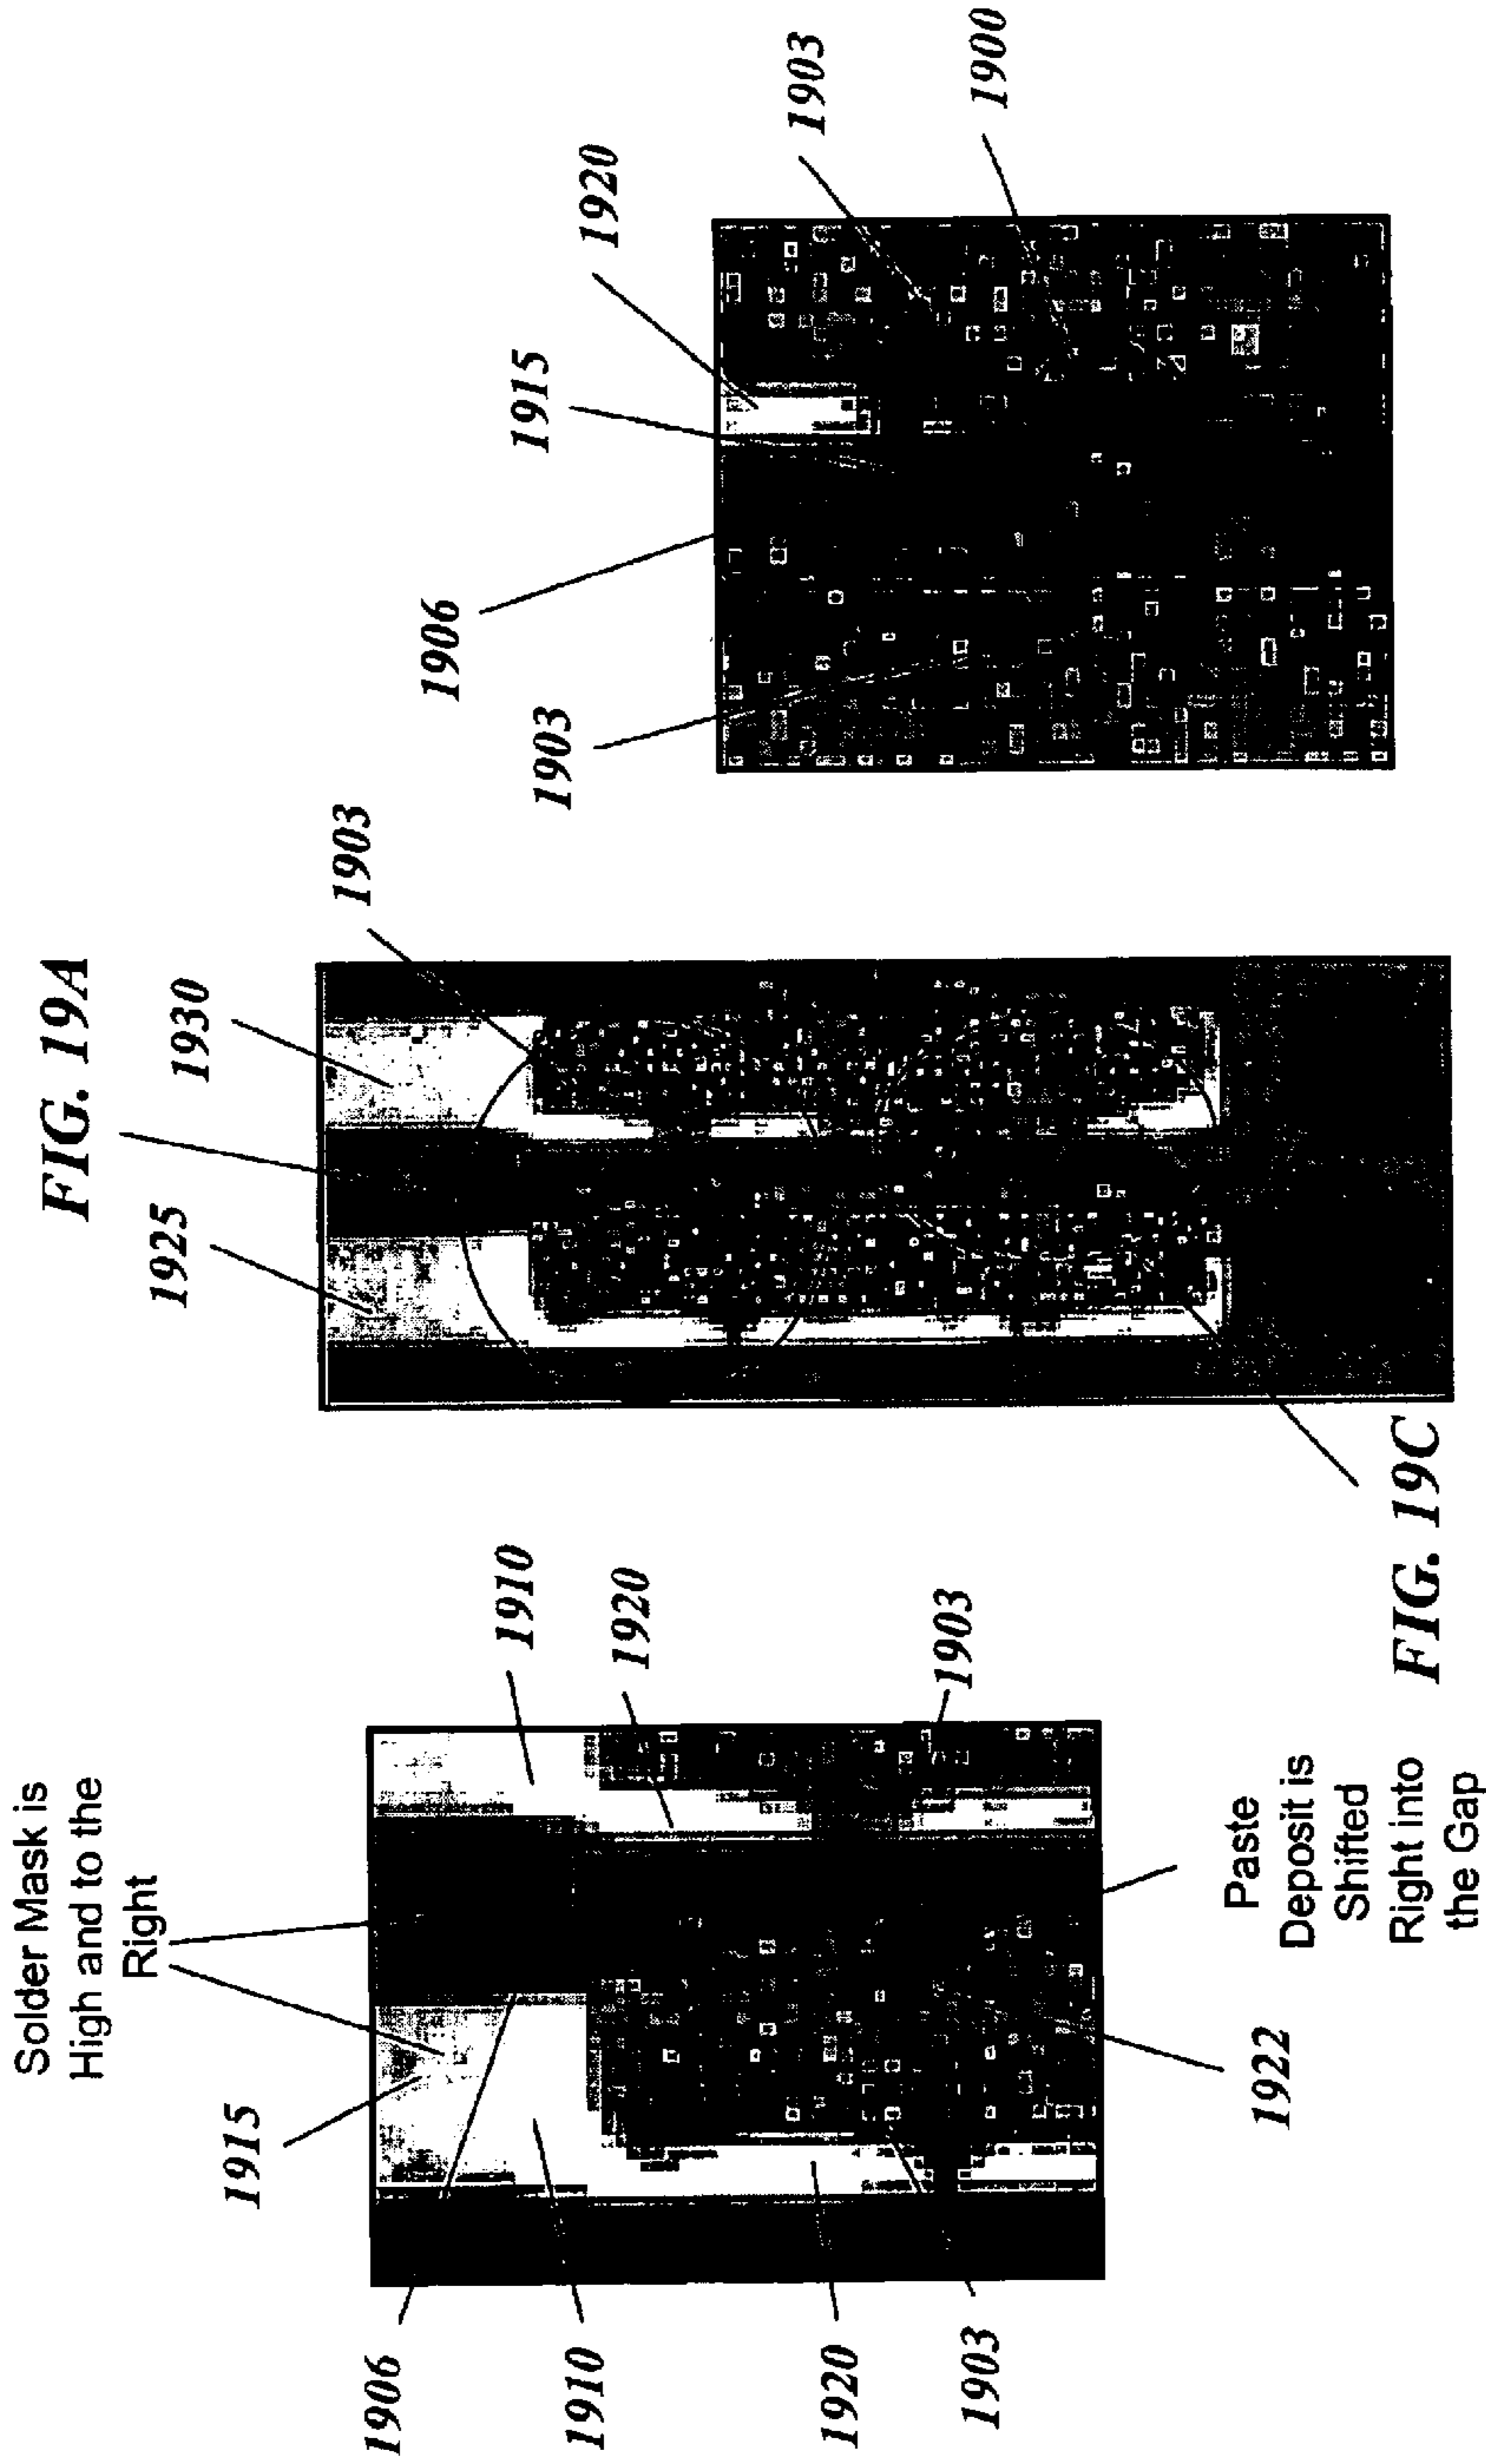 Solder Mask is
High and to the
Right
1915
1906
1910
1920
1903
1910
1920
1903
1922
Paste
Deposit is
Shifted
Right into
the Gap
FIG. 19A
1925
1930
1903
FIG. 19C
1906
1915
1920
1903
1903
1900